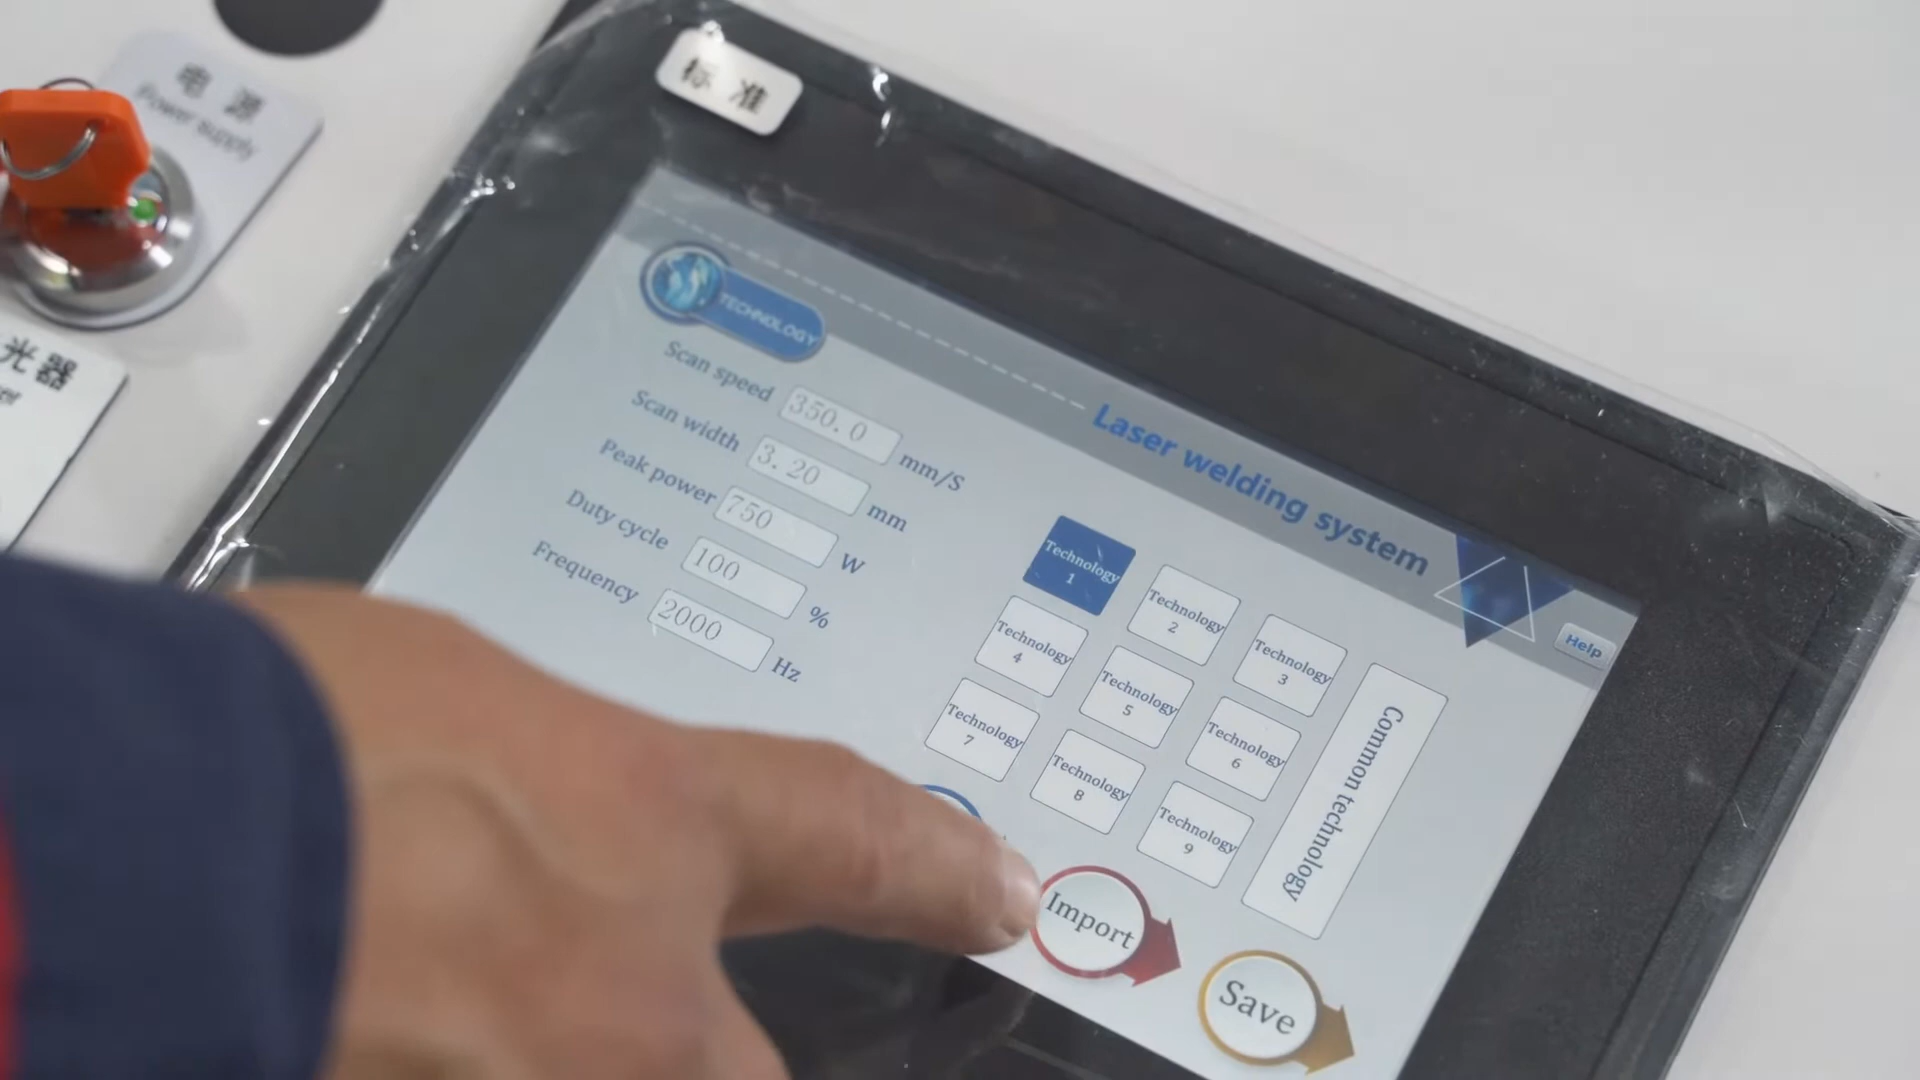 电源
Power supply
标准
光器
TECHNOLOGY
Laser welding system
Help
Scan speed 350.0 mm/S
Scan width 3.20 mm
Peak power 750 W
Duty cycle 100 %
Frequency 2000 Hz
Technology 1
Technology 2
Technology 3
Technology 4
Technology 5
Technology 6
Technology 7
Technology 8
Technology 9
Common technology
Import
Save